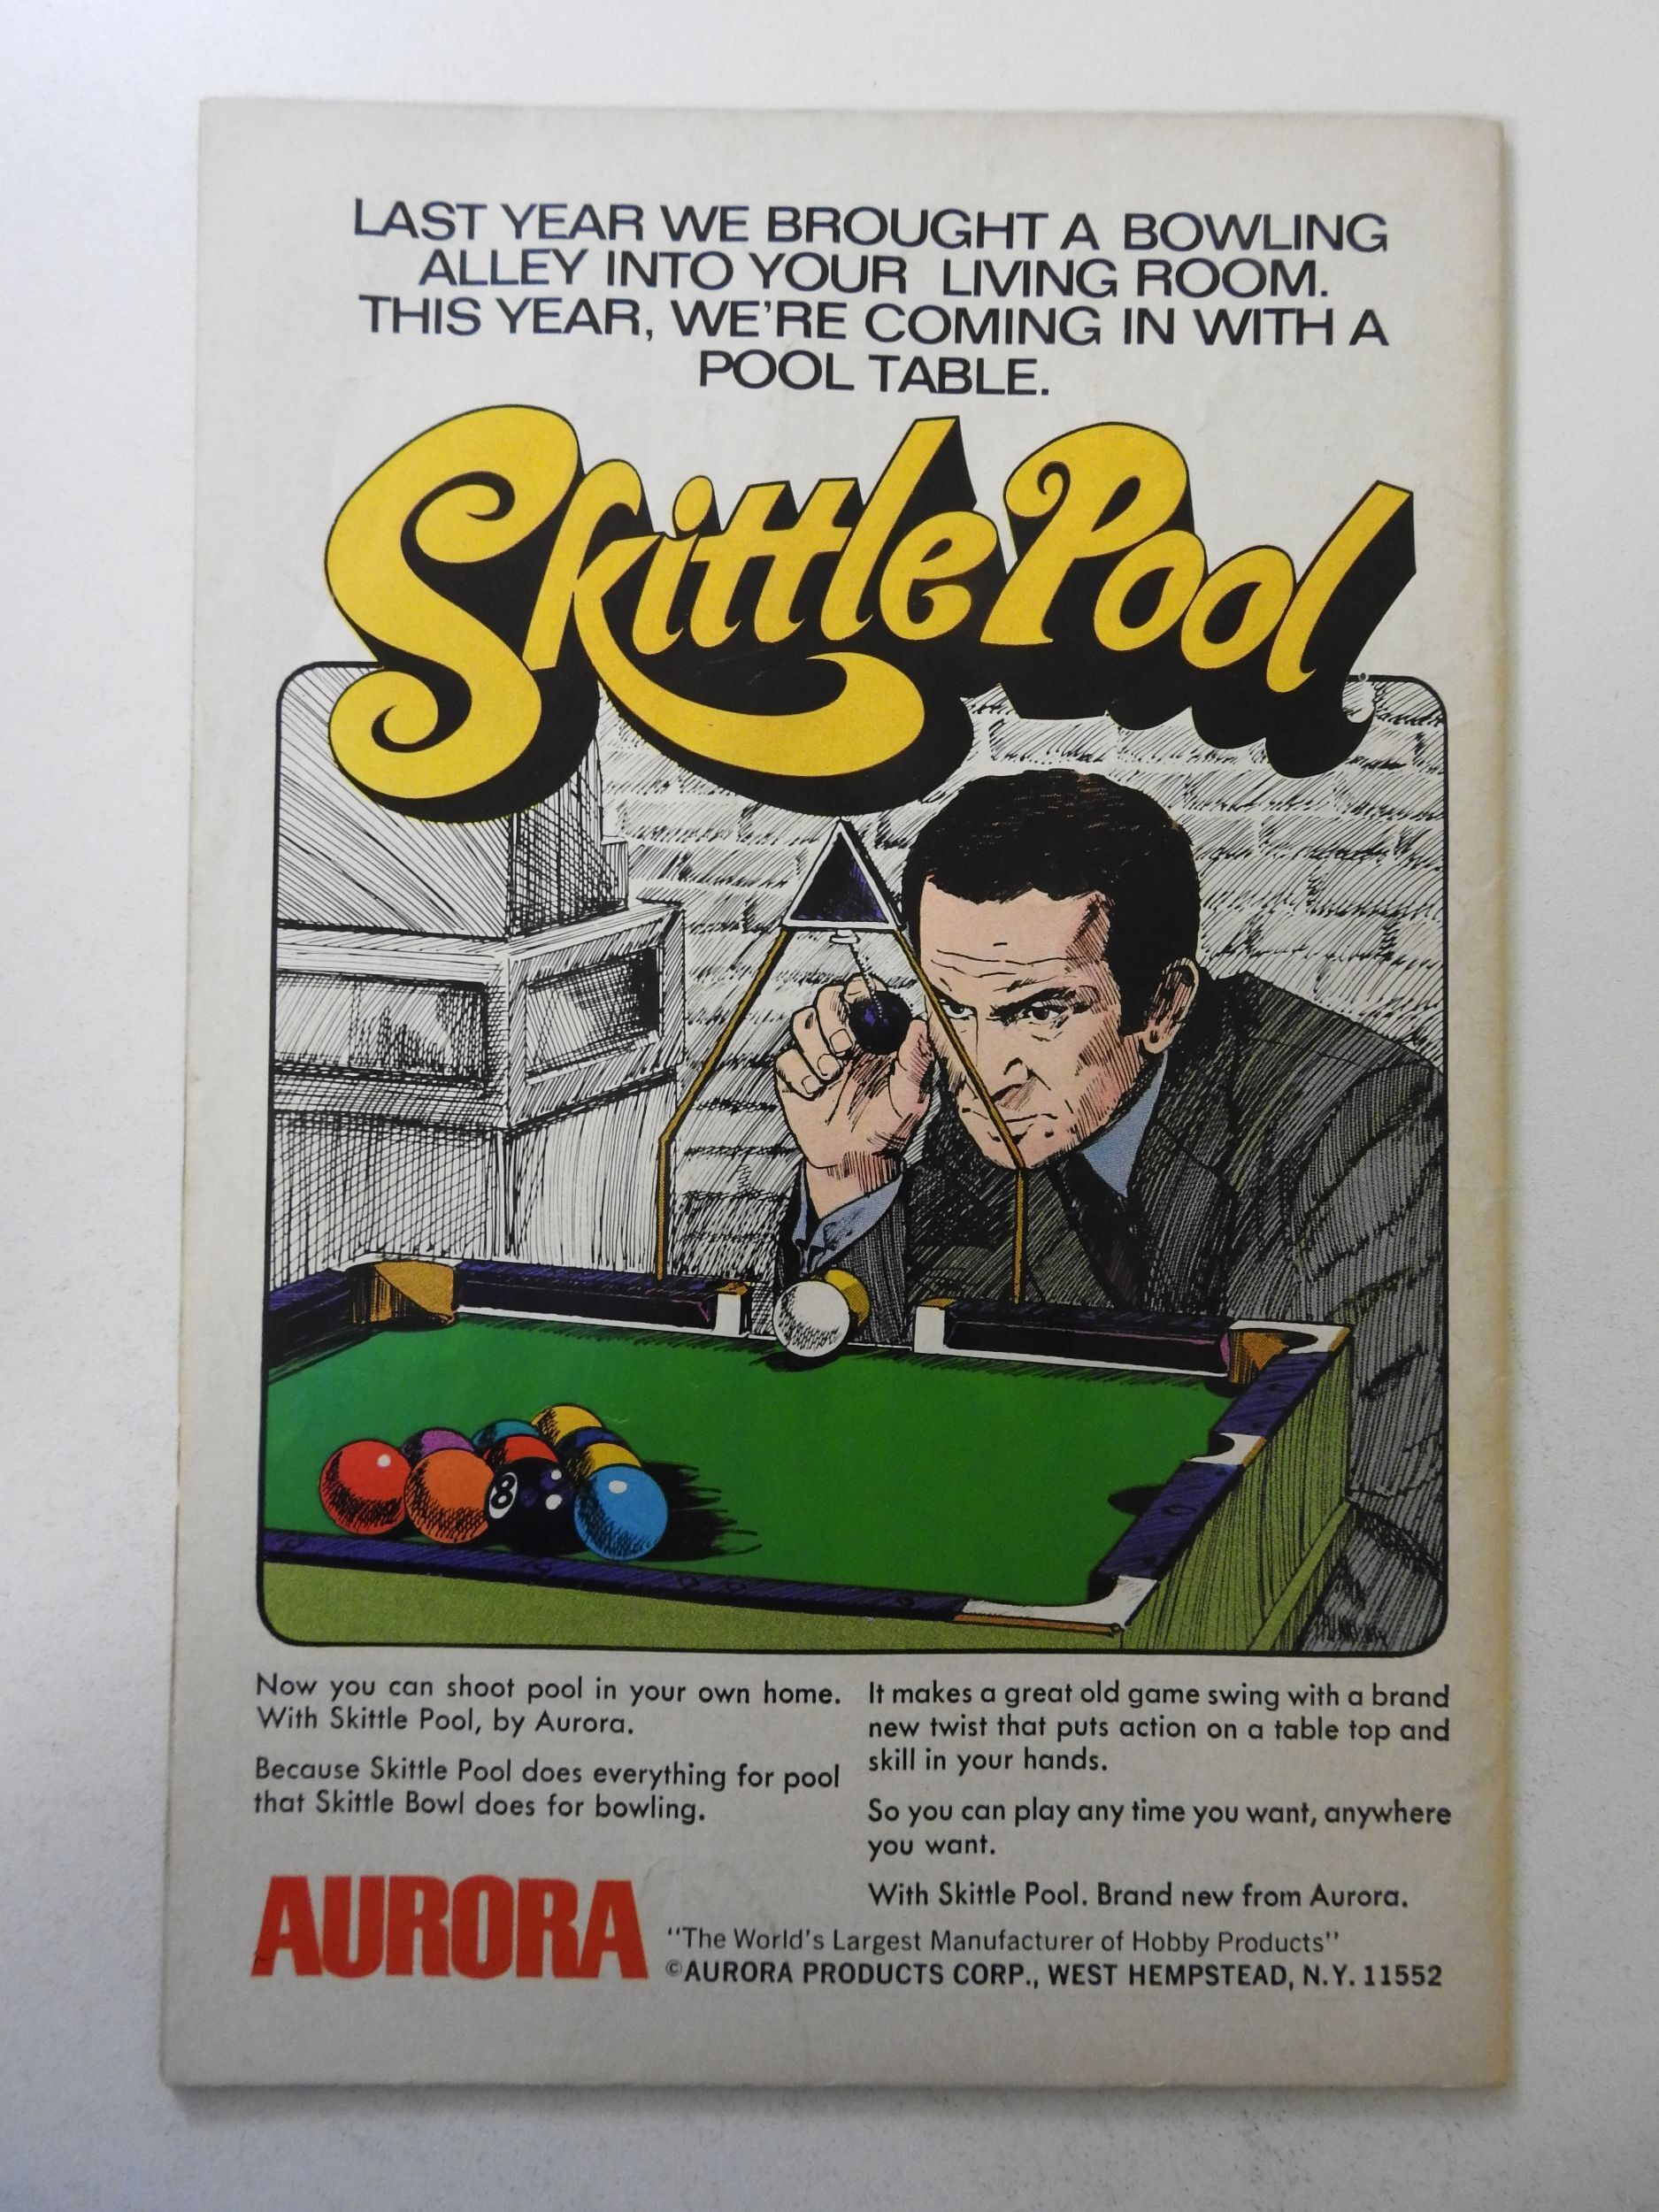 LAST YEAR WE BROUGHT A BOWLING
ALLEY INTO YOUR LIVING ROOM.
THIS YEAR, WE'RE COMING IN WITH A
POOL TABLE.
Skittle Pool
8
Now you can shoot pool in your own home.
With Skittle Pool, by Aurora.
Because Skittle Pool does everything for pool
that Skittle Bowl does for bowling.
It makes a great old game swing with a brand
new twist that puts action on a table top and
skill in your hands.
So you can play any time you want, anywhere
you want.
With Skittle Pool. Brand new from Aurora.
AURORA
"The World's Largest Manufacturer of Hobby Products"
©AURORA PRODUCTS CORP., WEST HEMPSTEAD, N.Y. 11552